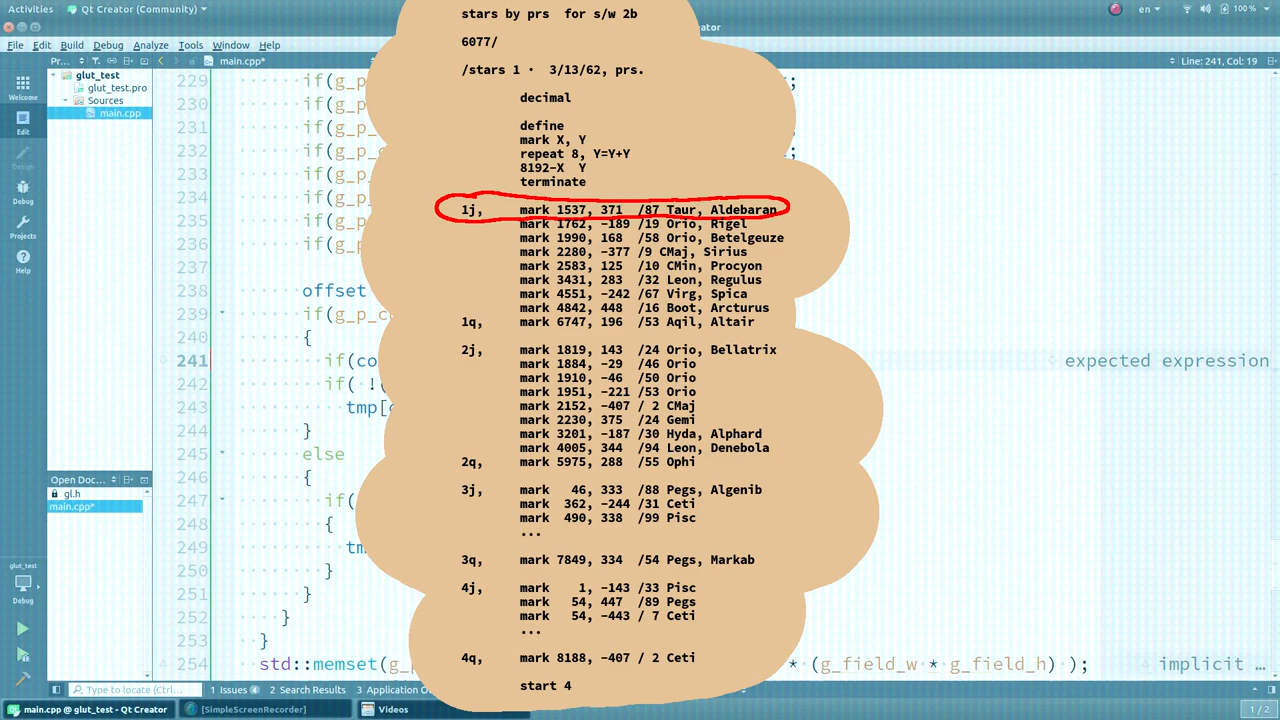 Activities
Qt Creator (Community)
en
100 %
Creator
File Edit Build Debug Analyze Tools Window Help
Pr...
main.cpp*
Line: 241, Col: 19
glut_test
glut_test.pro
Sources
main.cpp
Welcome
Edit
Design
Debug
Projects
Help
Open Doc...
gl.h
main.cpp*
glut_test
Debug
229 if(g_p
230 if(g_p
231 if(g_p_
232 if(g_p_
233 if(g_p_
234 if(g_p_
235 if(g_p_
236 if(g_p_
237
238 offset
239 if(g_p_c
240 {
241 if(co expected expression
242 if( !(
243 tmp[
244 }
245 else
246 {
247 if(
248 {
249 tm
250 }
251 }
252 }
253 }
254 std::memset(g_p * (g_field_w * g_field_h) ); implicit ...
stars by prs for s/w 2b
6077/
/stars 1 · 3/13/62, prs.
decimal
define
mark X, Y
repeat 8, Y=Y+Y
8192-X Y
terminate
1j, mark 1537, 371 /87 Taur, Aldebaran
mark 1762, -189 /19 Orio, Rigel
mark 1990, 168 /58 Orio, Betelgeuze
mark 2280, -377 /9 CMaj, Sirius
mark 2583, 125 /10 CMin, Procyon
mark 3431, 283 /32 Leon, Regulus
mark 4551, -242 /67 Virg, Spica
mark 4842, 448 /16 Boot, Arcturus
1q, mark 6747, 196 /53 Aqil, Altair
2j, mark 1819, 143 /24 Orio, Bellatrix
mark 1884, -29 /46 Orio
mark 1910, -46 /50 Orio
mark 1951, -221 /53 Orio
mark 2152, -407 / 2 CMaj
mark 2230, 375 /24 Gemi
mark 3201, -187 /30 Hyda, Alphard
mark 4005, 344 /94 Leon, Denebola
2q, mark 5975, 288 /55 Ophi
3j, mark 46, 333 /88 Pegs, Algenib
mark 362, -244 /31 Ceti
mark 490, 338 /99 Pisc
...
3q, mark 7849, 334 /54 Pegs, Markab
4j, mark 1, -143 /33 Pisc
mark 54, 447 /89 Pegs
mark 54, -443 / 7 Ceti
...
4q, mark 8188, -407 / 2 Ceti
start 4
Type to locate (Ctrl...
1 Issues 4 2 Search Results 3 Application O
main.cpp @ glut_test - Qt Creator
[SimpleScreenRecorder]
Videos
1 / 2